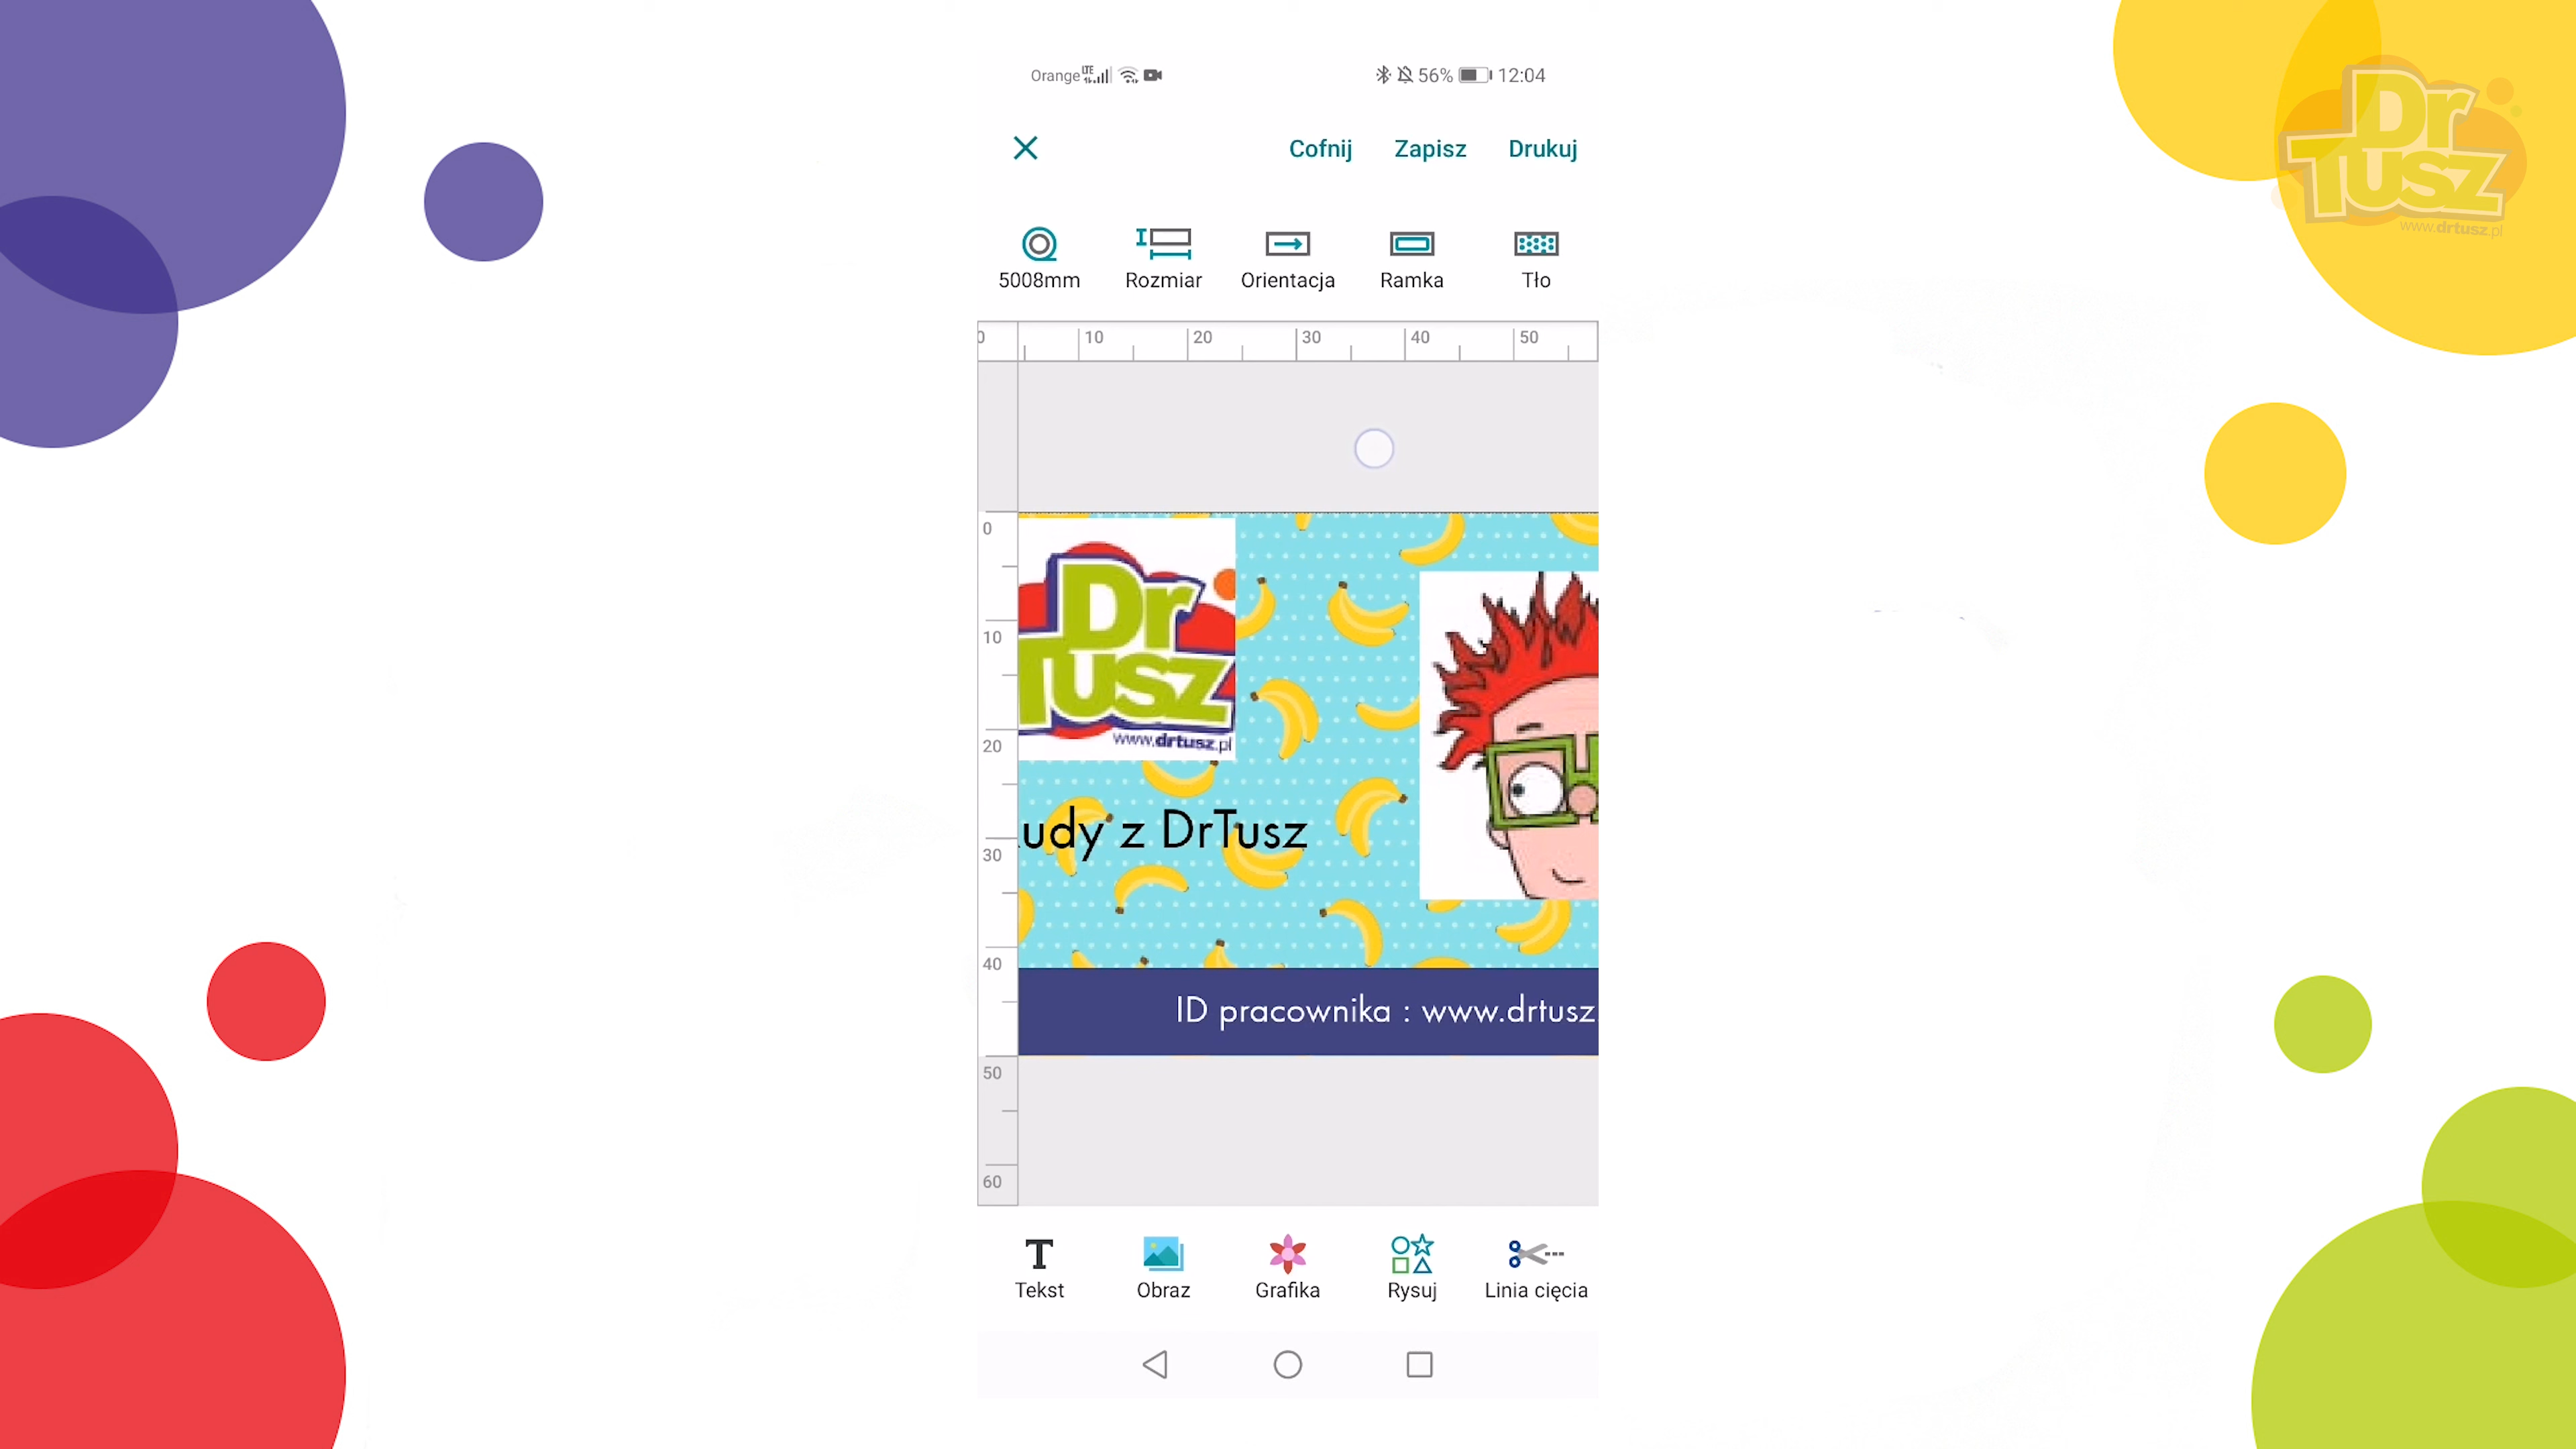 Orange LTE 56% 12:04
Cofnij Zapisz Drukuj
5008mm Rozmiar Orientacja Ramka Tło
0 10 20 30 40 50
0
10
20
30
40
50
60
Dr
Tusz
www.drtusz.pl
udy z DrTusz
ID pracownika : www.drtusz
Tekst Obraz Grafika Rysuj Linia cięcia
Dr
Tusz
www.drtusz.pl